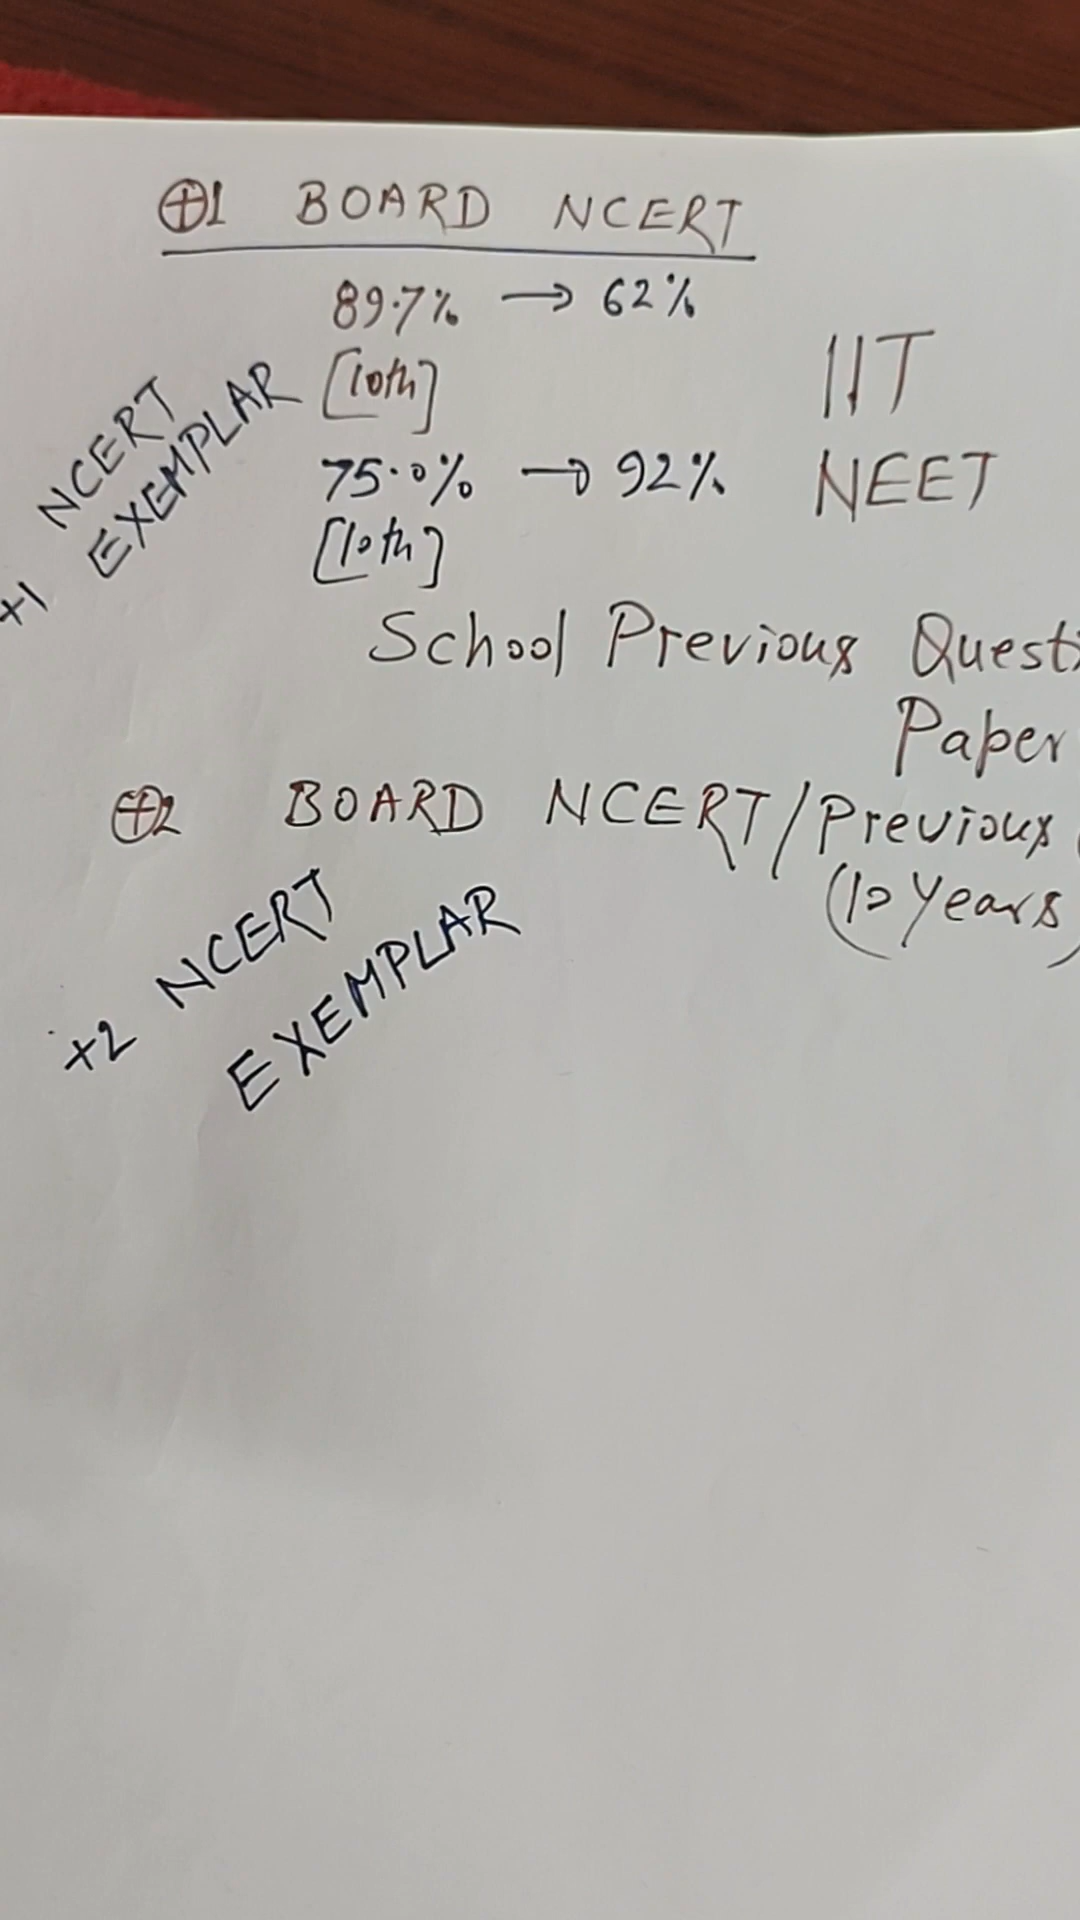 ⊕1 BOARD NCERT
89.7% → 62%
[10th]
IIT
75.0% → 92%
[10th]
NEET
+1 NCERT
EXEMPLAR
School Previous Questi
Paper
⊕2 BOARD NCERT/Previous
(10 Years)
+2 NCERT
EXEMPLAR